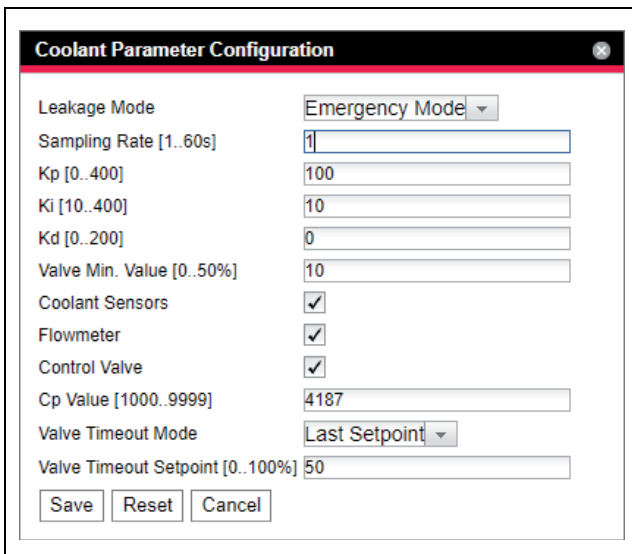 Coolant Parameter Configuration
Leakage Mode Emergency Mode
Sampling Rate [1..60s] 1
Kp [0..400] 100
Ki [10..400] 10
Kd [0..200] 0
Valve Min. Value [0..50%] 10
Coolant Sensors
Flowmeter
Control Valve
Cp Value [1000..9999] 4187
Valve Timeout Mode Last Setpoint
Valve Timeout Setpoint [0..100%] 50
Save Reset Cancel